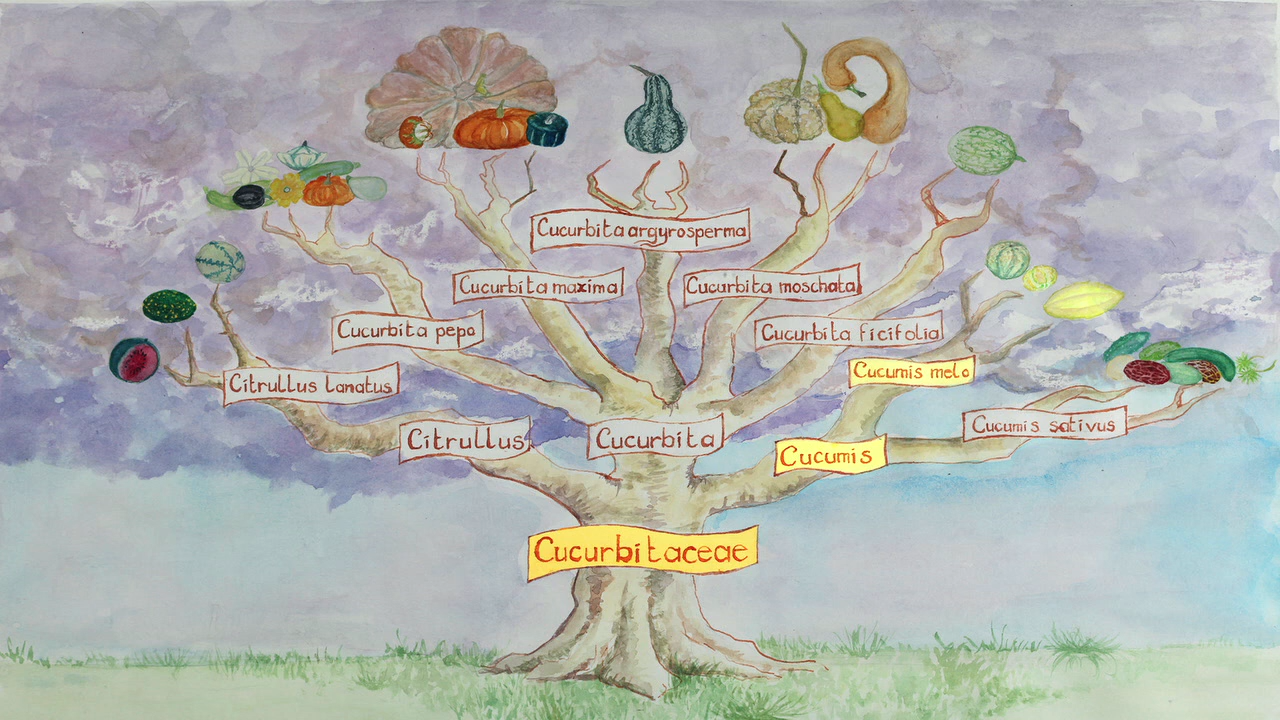 Cucurbita argyrosperma
Cucurbita maxima
Cucurbita moschata
Cucurbita pepo
Cucurbita ficifolia
Citrullus lanatus
Cucumis melo
Cucumis sativus
Citrullus
Cucurbita
Cucumis
Cucurbitaceae